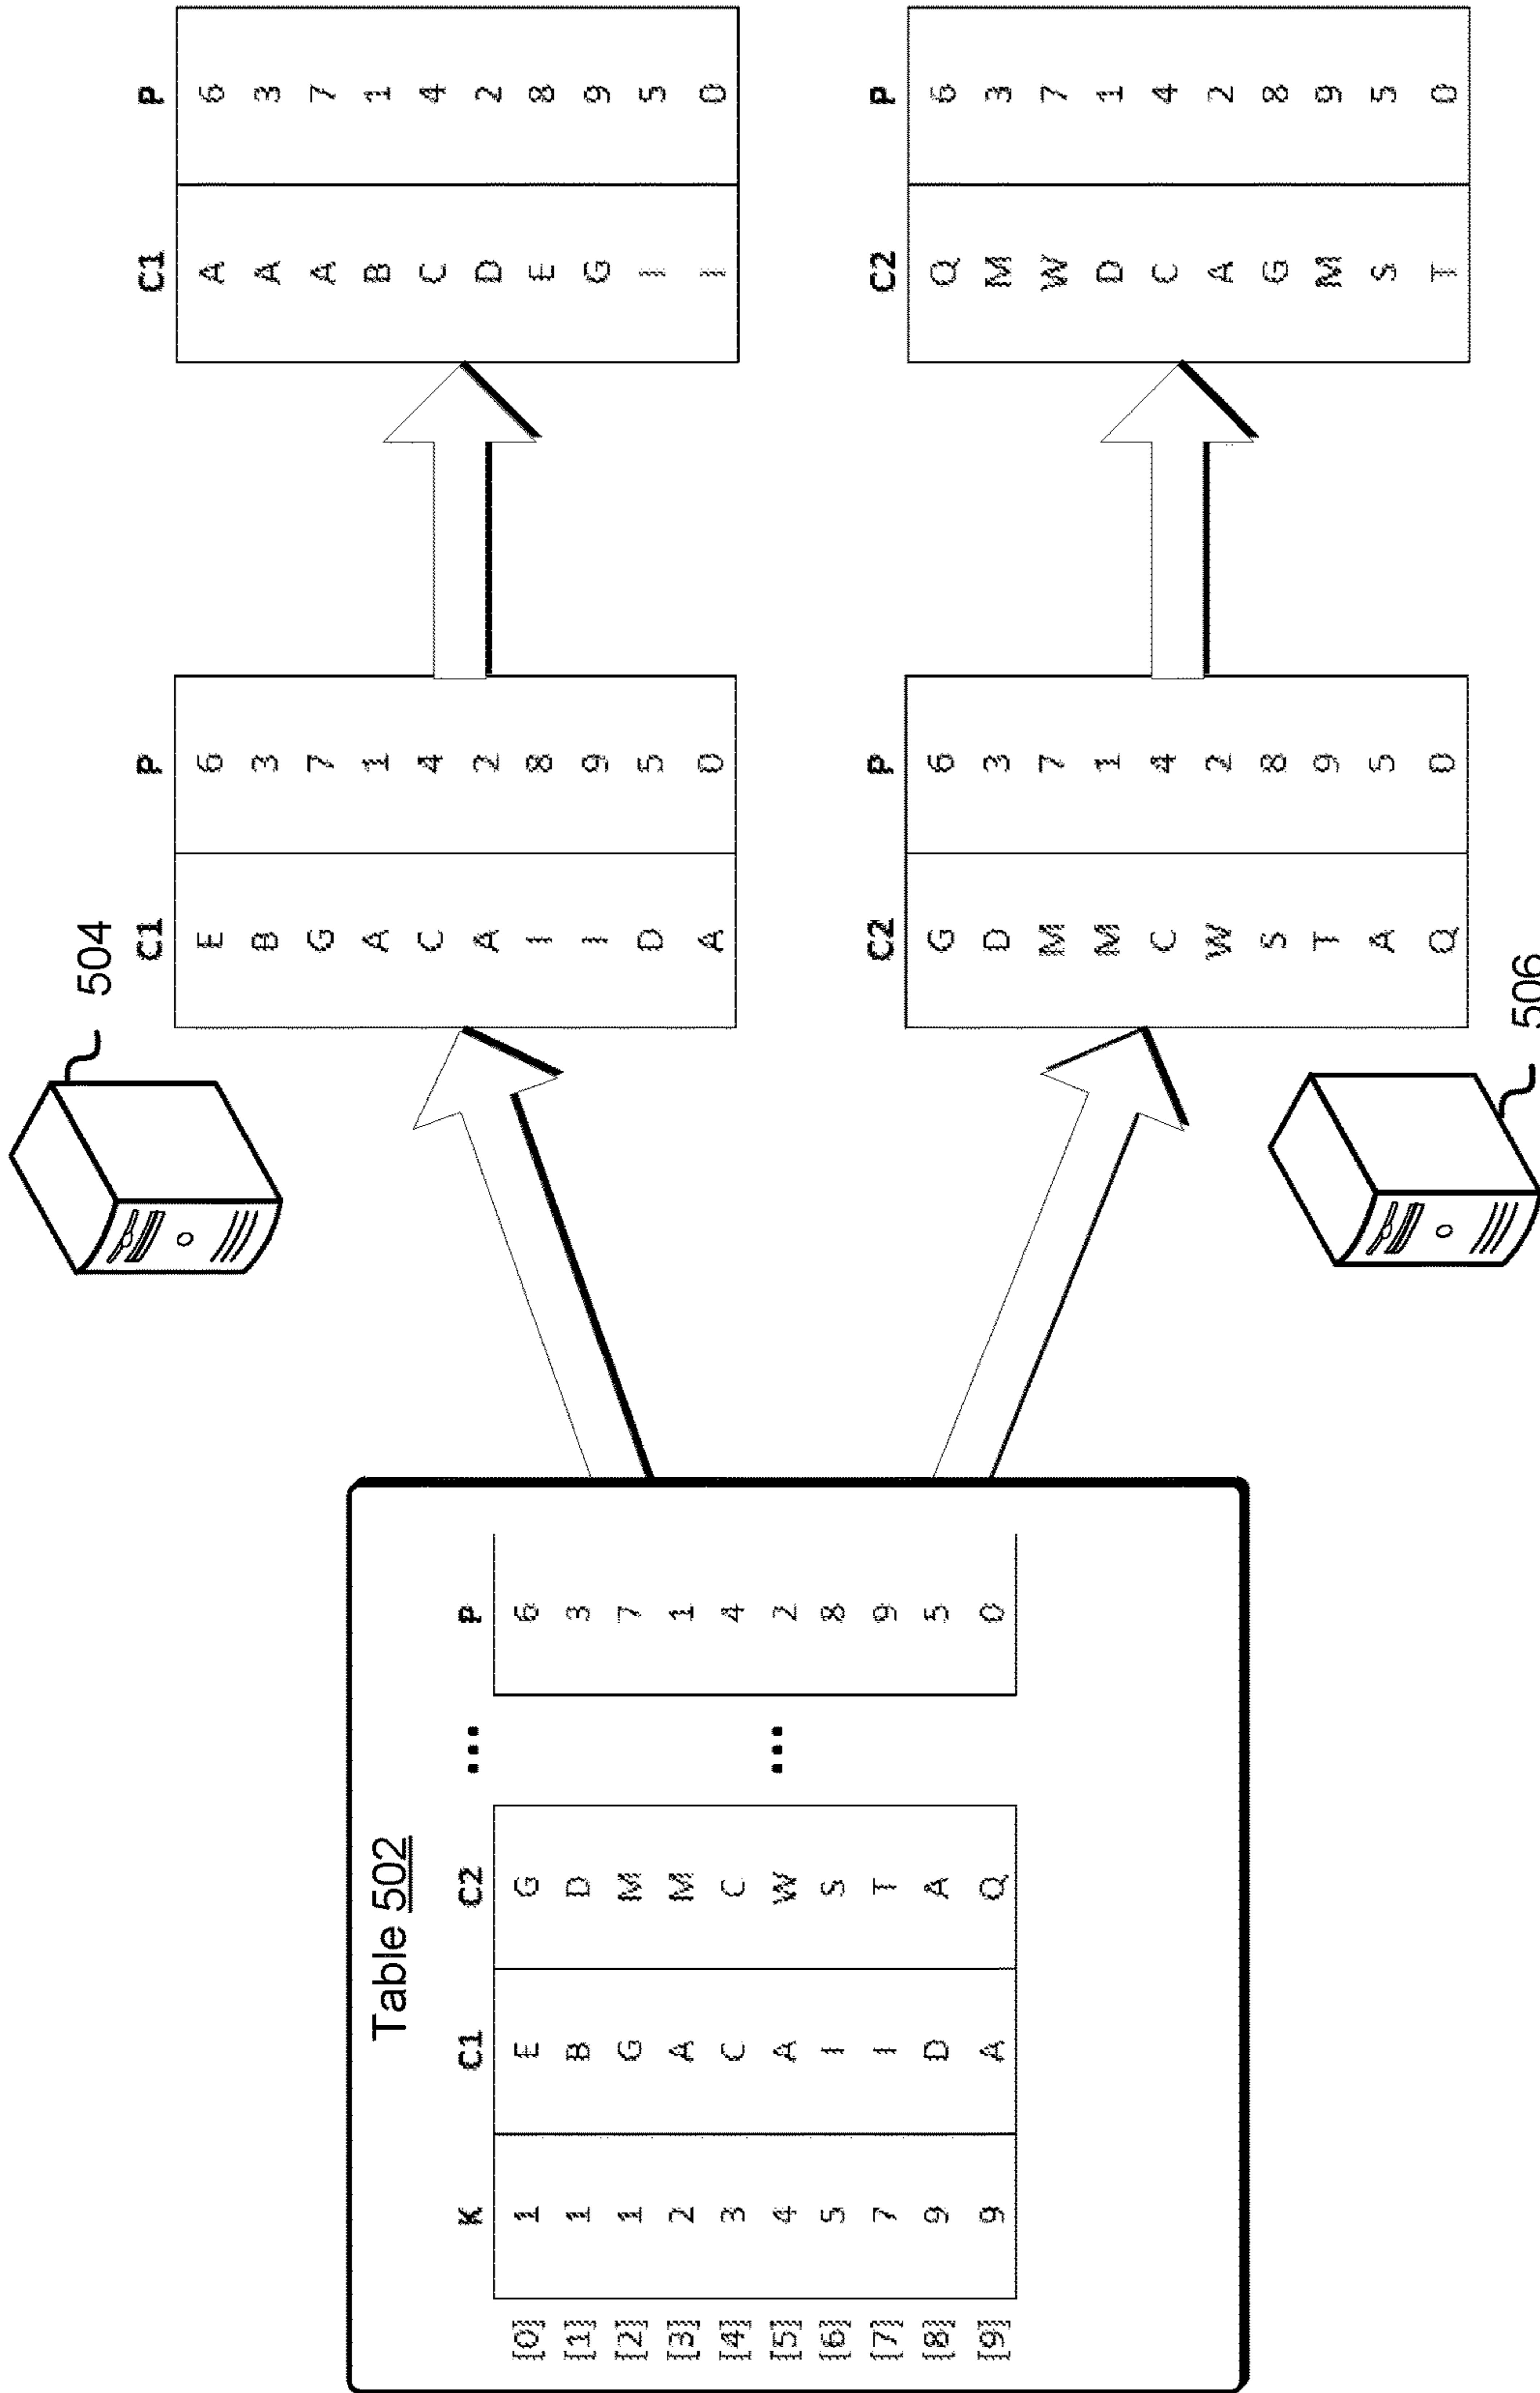 Table 502
K C1 C2 ... P
[0] 1 E G 6
[1] 1 B D 3
[2] 1 G M 7
[3] 2 A M 1
[4] 3 C C 4
[5] 4 A W ... 2
[6] 5 I S 8
[7] 7 I T 9
[8] 9 D A 5
[9] 9 A Q 0
504
C1 P
E 6
B 3
G 7
A 1
C 4
A 2
I 8
I 9
D 5
A 0
C1 P
A 6
A 3
A 7
B 1
C 4
D 2
E 8
G 9
I 5
I 0
506
C2 P
G 6
D 3
M 7
M 1
C 4
W 2
S 8
T 9
A 5
Q 0
C2 P
Q 6
M 3
W 7
D 1
C 4
A 2
G 8
M 9
S 5
T 0